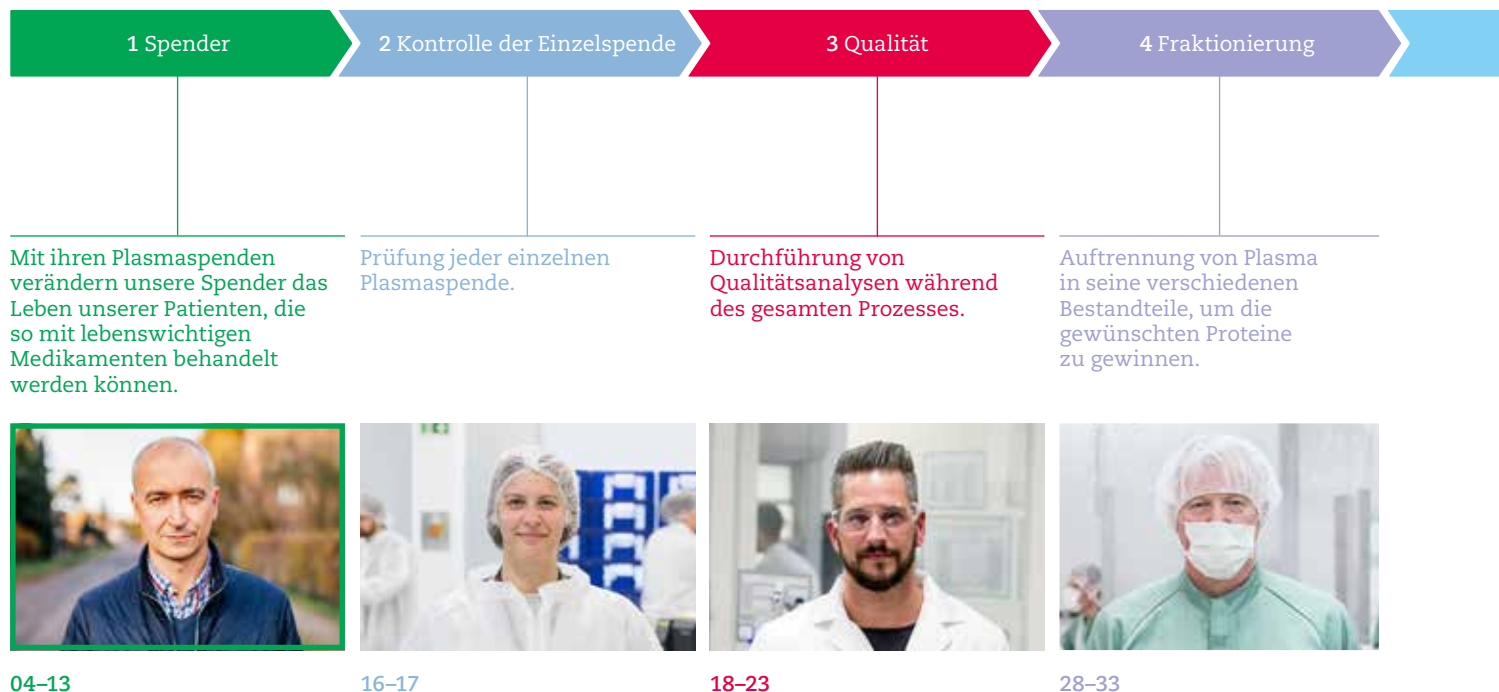 1 Spender
2 Kontrolle der Einzelspende
3 Qualität
4 Fraktionierung
Mit ihren Plasmaspenden
verändern unsere Spender das
Leben unserer Patienten, die
so mit lebenswichtigen
Medikamenten behandelt
werden können.
Prüfung jeder einzelnen
Plasmaspende.
Durchführung von
Qualitätsanalysen während
des gesamten Prozesses.
Auftrennung von Plasma
in seine verschiedenen
Bestandteile, um die
gewünschten Proteine
zu gewinnen.
04–13
16–17
18–23
28–33